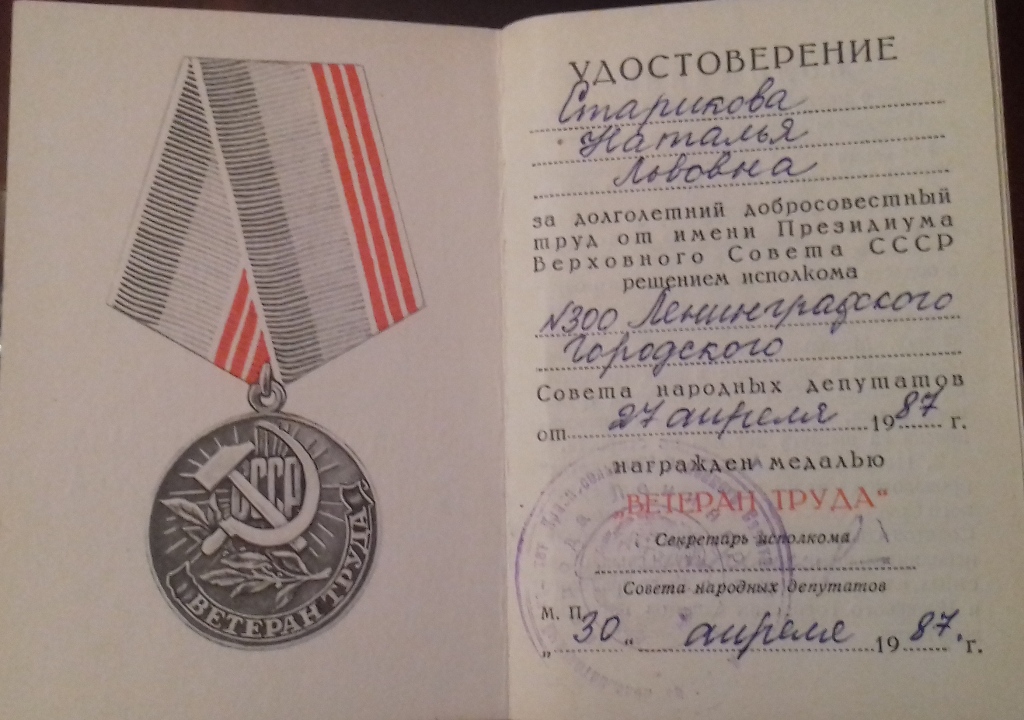 СССР
ВЕТЕРАН ТРУДА
УДОСТОВЕРЕНИЕ
Старикова
Наталья
Львовна
за долголетний добросовестный
труд от имени Президиума
Верховного Совета СССР
решением исполкома
№300 Ленинградского
Городского
Совета народных депутатов
от 27 апреля 1987 г.
награжден медалью
„ВЕТЕРАН ТРУДА“
Секретарь исполкома
Совета народных депутатов
М. П.
„30“ апреля 1987. г.